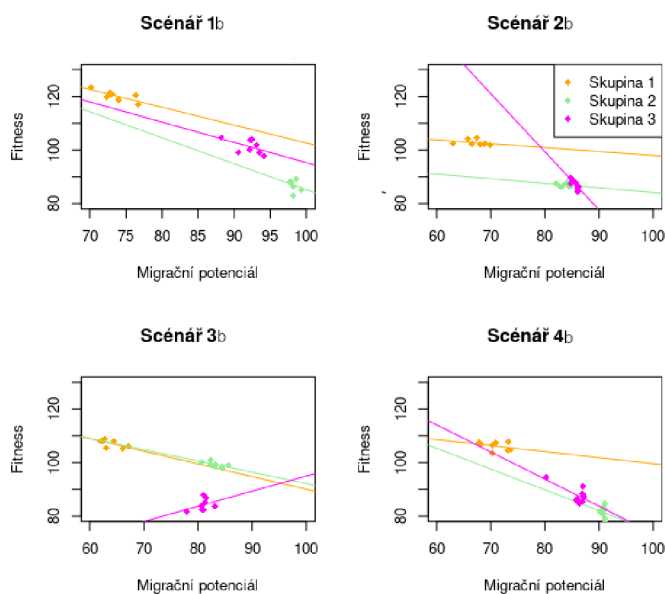 Scénář 1b
Scénář 2b
Fitness
80 100 120
70 75 80 85 90 95 100
Migrační potenciál
Fitness
80 100 120
60 70 80 90 100
Migrační potenciál
Skupina 1
Skupina 2
Skupina 3
Scénář 3b
Scénář 4b
Fitness
80 100 120
60 70 80 90 100
Migrační potenciál
Fitness
80 100 120
60 70 80 90 100
Migrační potenciál